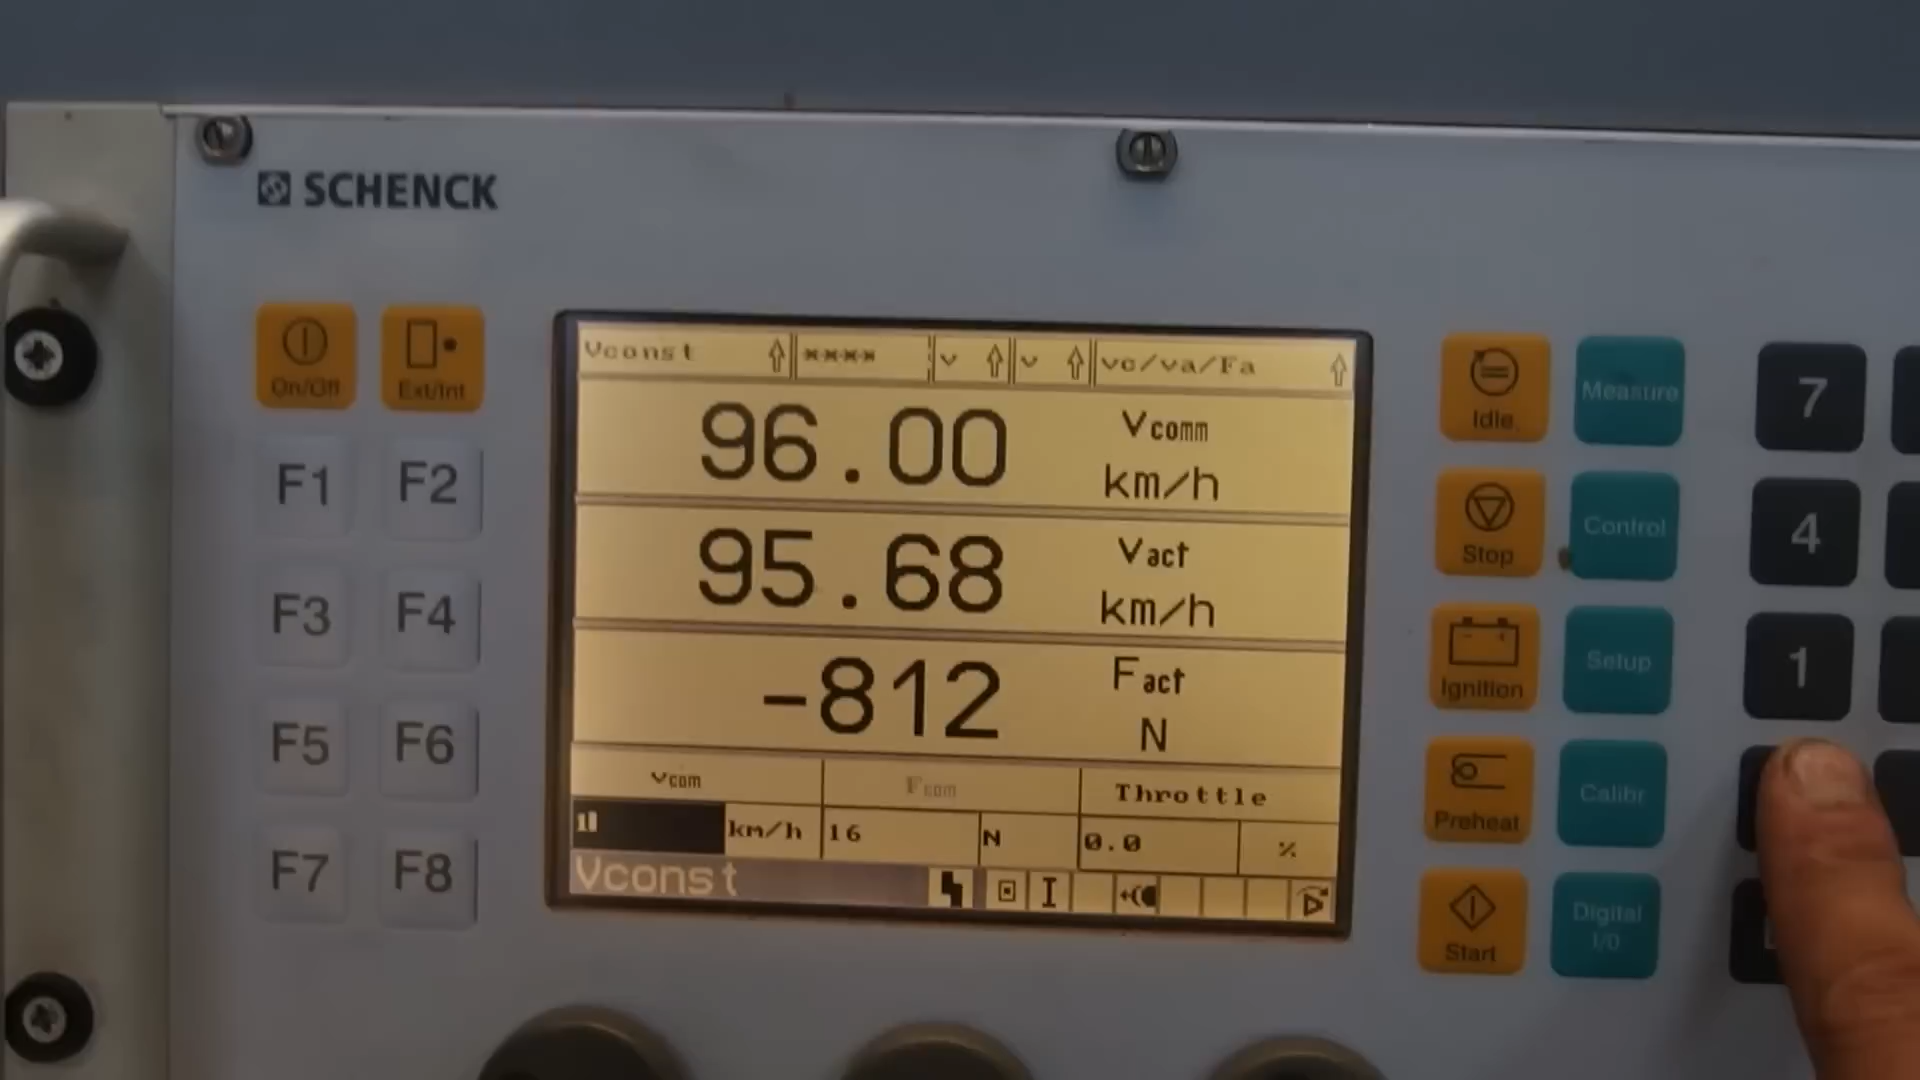 SCHENCK
On/Off Ext/Int
F1 F2
F3 F4
F5 F6
F7 F8
Vconst **** v v vc/va/Fa
96.00 Vcomm km/h
95.68 Vact km/h
-812 Fact N
vcom Fcom Throttle
km/h 16 N 0.0 %
Vconst
Idle Measure 7
Stop Control 4
Ignition Setup 1
Preheat Calibr
Start Digital I/O